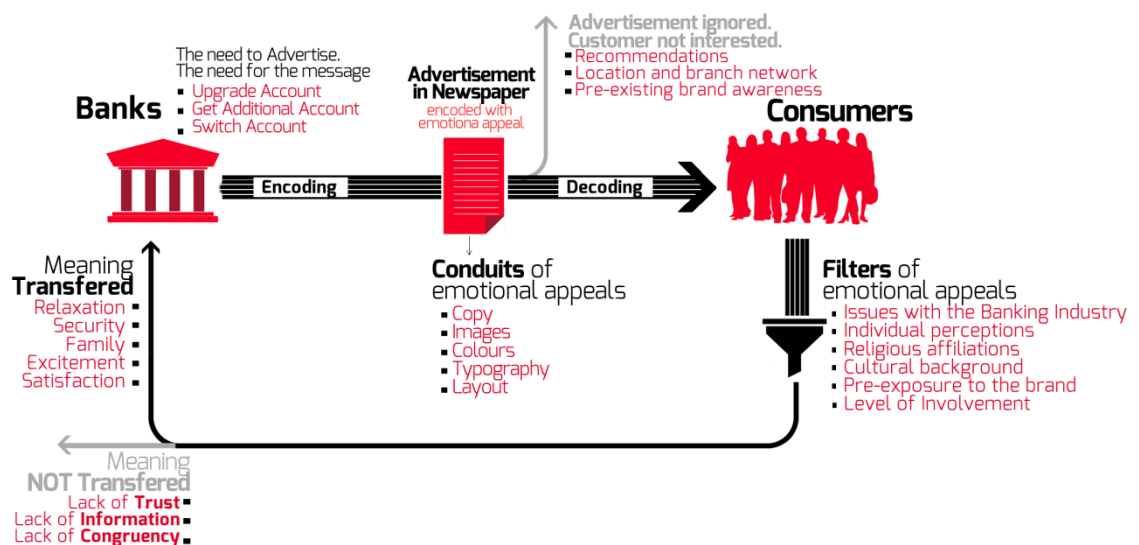 The need to Advertise.
The need for the message
Upgrade Account
Get Additional Account
Switch Account
Banks
Encoding
Advertisement
in Newspaper
encoded with
emotiona appeal
Advertisement ignored.
Customer not interested.
Recommendations
Location and branch network
Pre-existing brand awareness
Decoding
Consumers
Conduits of
emotional appeals
Copy
Images
Colours
Typography
Layout
Filters of
emotional appeals
Issues with the Banking Industry
Individual perceptions
Religious affiliations
Cultural background
Pre-exposure to the brand
Level of Involvement
Meaning
Transfered
Relaxation
Security
Family
Excitement
Satisfaction
Meaning
NOT Transfered
Lack of Trust
Lack of Information
Lack of Congruency